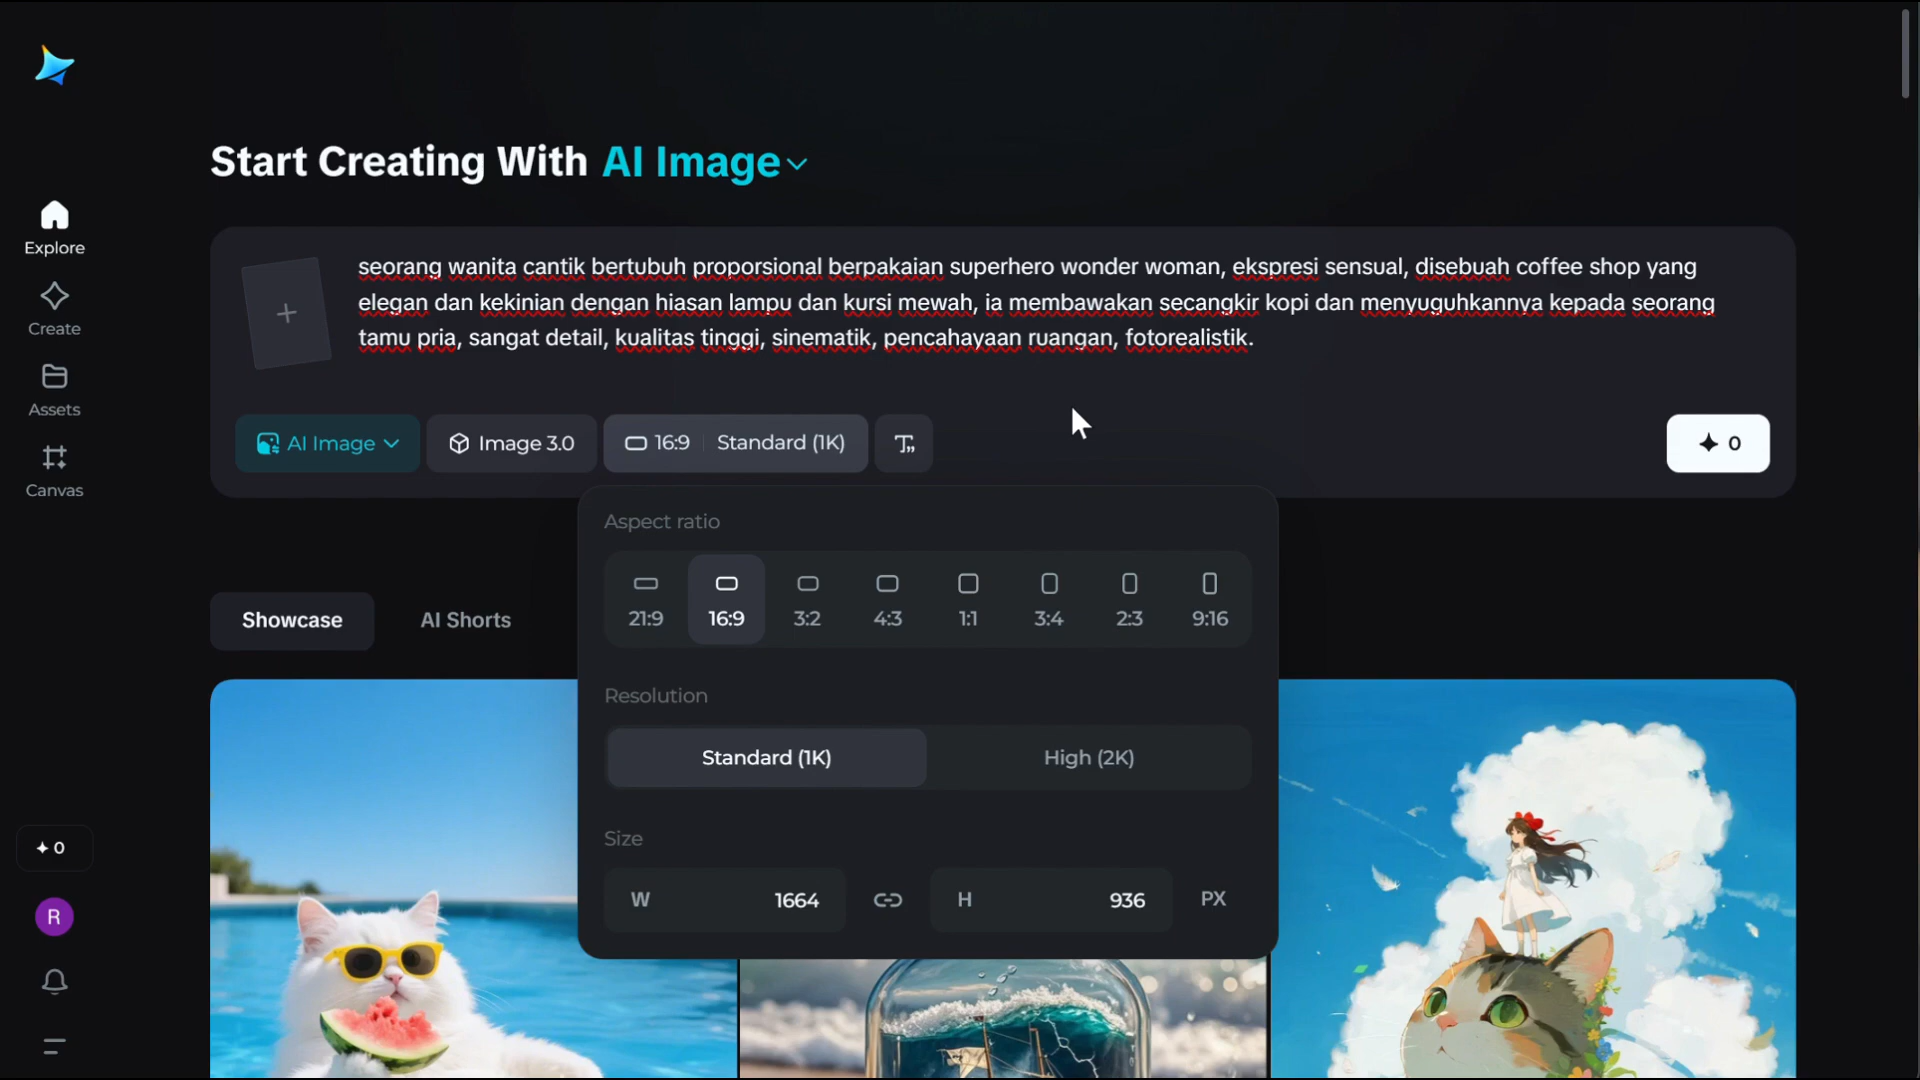 Start Creating With AI Image
Explore
Create
Assets
Canvas
seorang wanita cantik bertubuh proporsional berpakaian superhero wonder woman, ekspresi sensual, disebuah coffee shop yang
elegan dan kekinian dengan hiasan lampu dan kursi mewah, ia membawakan secangkir kopi dan menyuguhkannya kepada seorang
tamu pria, sangat detail, kualitas tinggi, sinematik, pencahayaan ruangan, fotorealistik.
AI Image Image 3.0 16:9 Standard (1K) 0
Aspect ratio
21:9 16:9 3:2 4:3 1:1 3:4 2:3 9:16
Showcase AI Shorts
Resolution
Standard (1K) High (2K)
Size
W 1664 H 936 PX
0
R